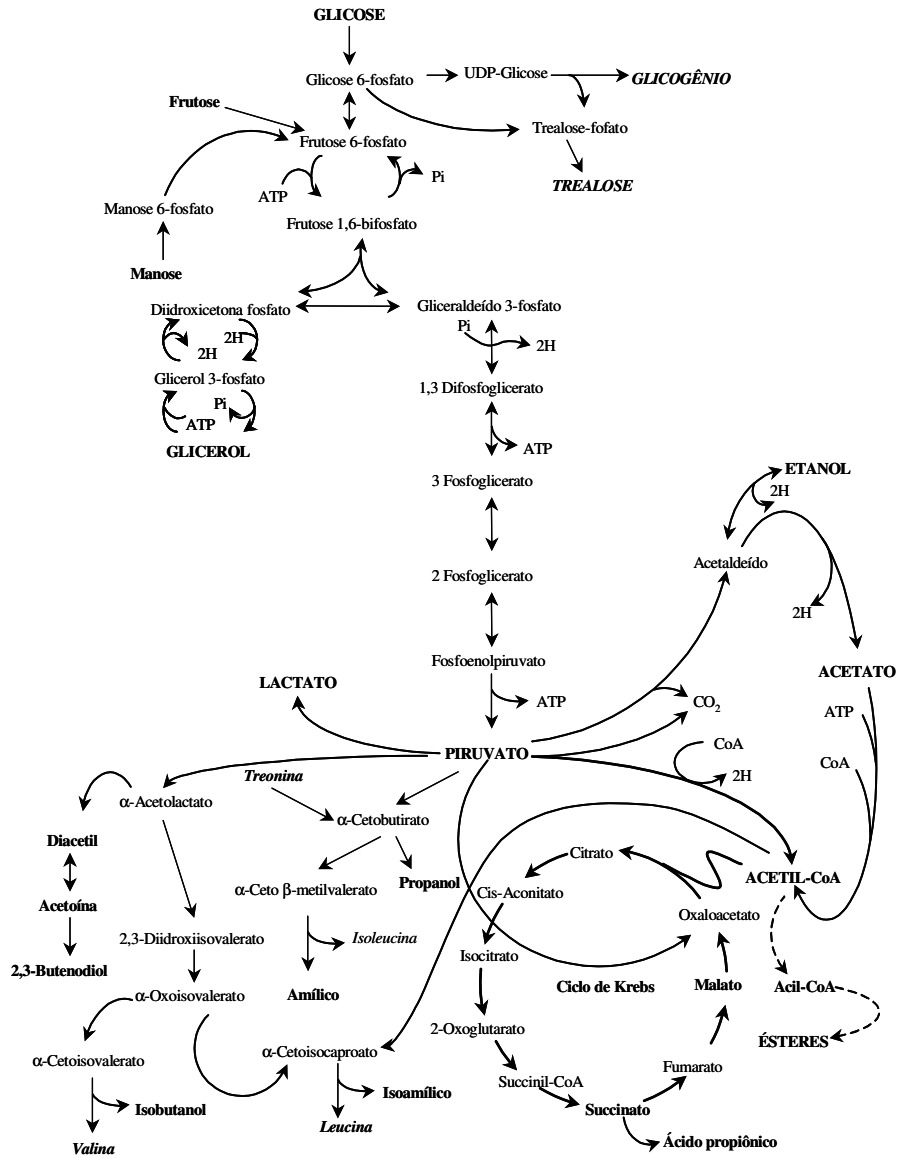 GLICOSE
Glicose 6-fosfato
UDP-Glicose
GLICOGÊNIO
Frutose
Trealose-fofato
Frutose 6-fosfato
TREALOSE
ATP
Pi
Manose 6-fosfato
Frutose 1,6-bifosfato
Manose
Diidroxicetona fosfato
Gliceraldeído 3-fosfato
2H
2H
Pi
2H
Glicerol 3-fosfato
1,3 Difosfoglicerato
Pi
ATP
GLICEROL
ATP
ETANOL
3 Fosfoglicerato
2H
Acetaldeído
2 Fosfoglicerato
2H
Fosfoenolpiruvato
ACETATO
LACTATO
ATP
CO2
ATP
PIRUVATO
CoA
CoA
Treonina
2H
α-Acetolactato
α-Cetobutirato
Diacetil
Citrato
ACETIL-CoA
α-Ceto β-metilvalerato
Propanol
Cis-Aconitato
Acetoína
Oxaloacetato
2,3-Diidroxiisovalerato
Isoleucina
Isocitrato
2,3-Butenodiol
Ciclo de Krebs
Malato
Acil-CoA
α-Oxoisovalerato
Amílico
2-Oxoglutarato
ÉSTERES
α-Cetoisovalerato
α-Cetoisocaproato
Fumarato
Succinil-CoA
Isobutanol
Isoamílico
Succinato
Valina
Leucina
Ácido propiônico